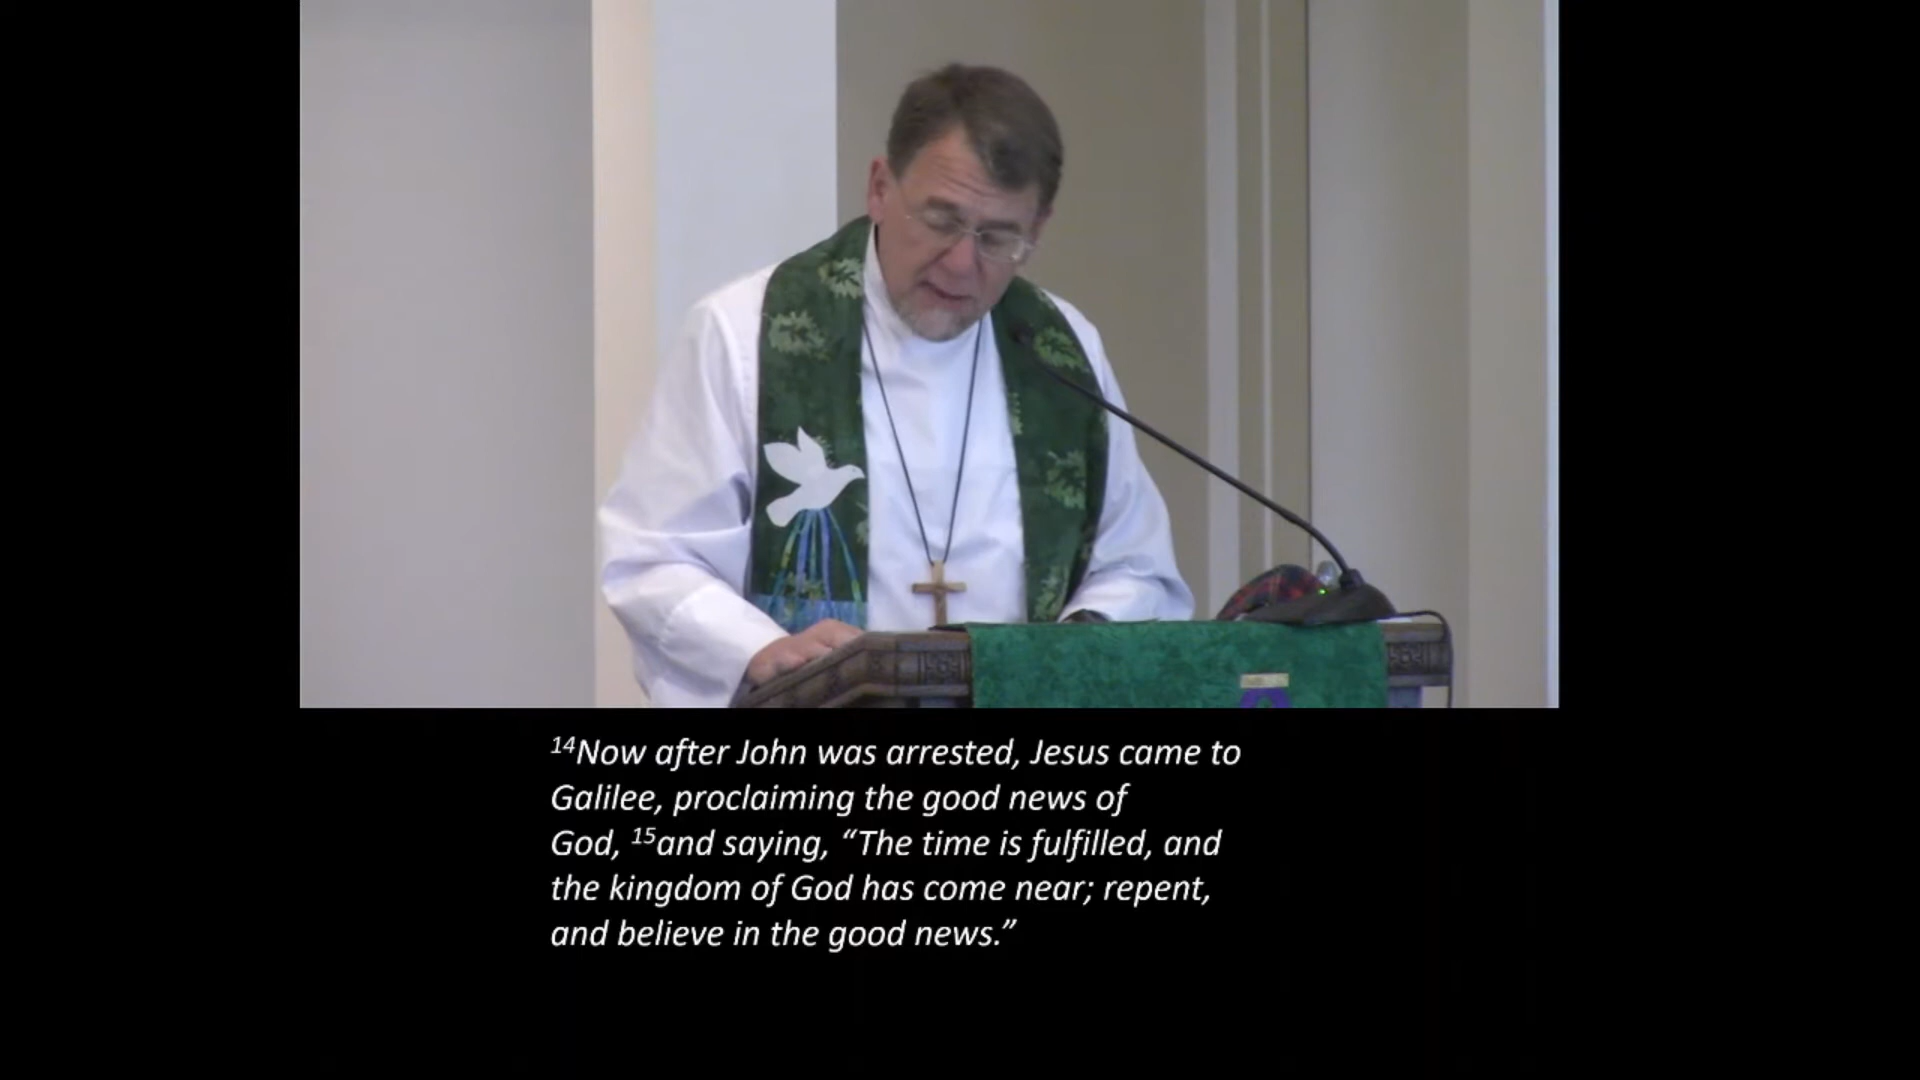 ¹⁴Now after John was arrested, Jesus came to
Galilee, proclaiming the good news of
God, ¹⁵and saying, “The time is fulfilled, and
the kingdom of God has come near; repent,
and believe in the good news.”